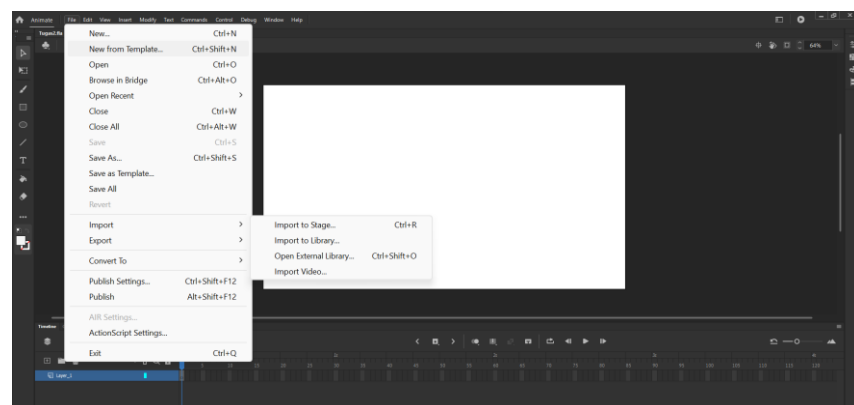 Animate File Edit View Insert Modify Text Commands Control Debug Window Help
64%
New... Ctrl+N
New from Template... Ctrl+Shift+N
Open Ctrl+O
Browse in Bridge Ctrl+Alt+O
Open Recent
Close Ctrl+W
Close All Ctrl+Alt+W
Save Ctrl+S
Save As... Ctrl+Shift+S
Save as Template...
Save All
Revert
Import
Export
Convert To
Publish Settings... Ctrl+Shift+F12
Publish Alt+Shift+F12
AIR Settings...
ActionScript Settings...
Exit Ctrl+Q
Import to Stage... Ctrl+R
Import to Library...
Open External Library... Ctrl+Shift+O
Import Video...
Timeline
Layer_1